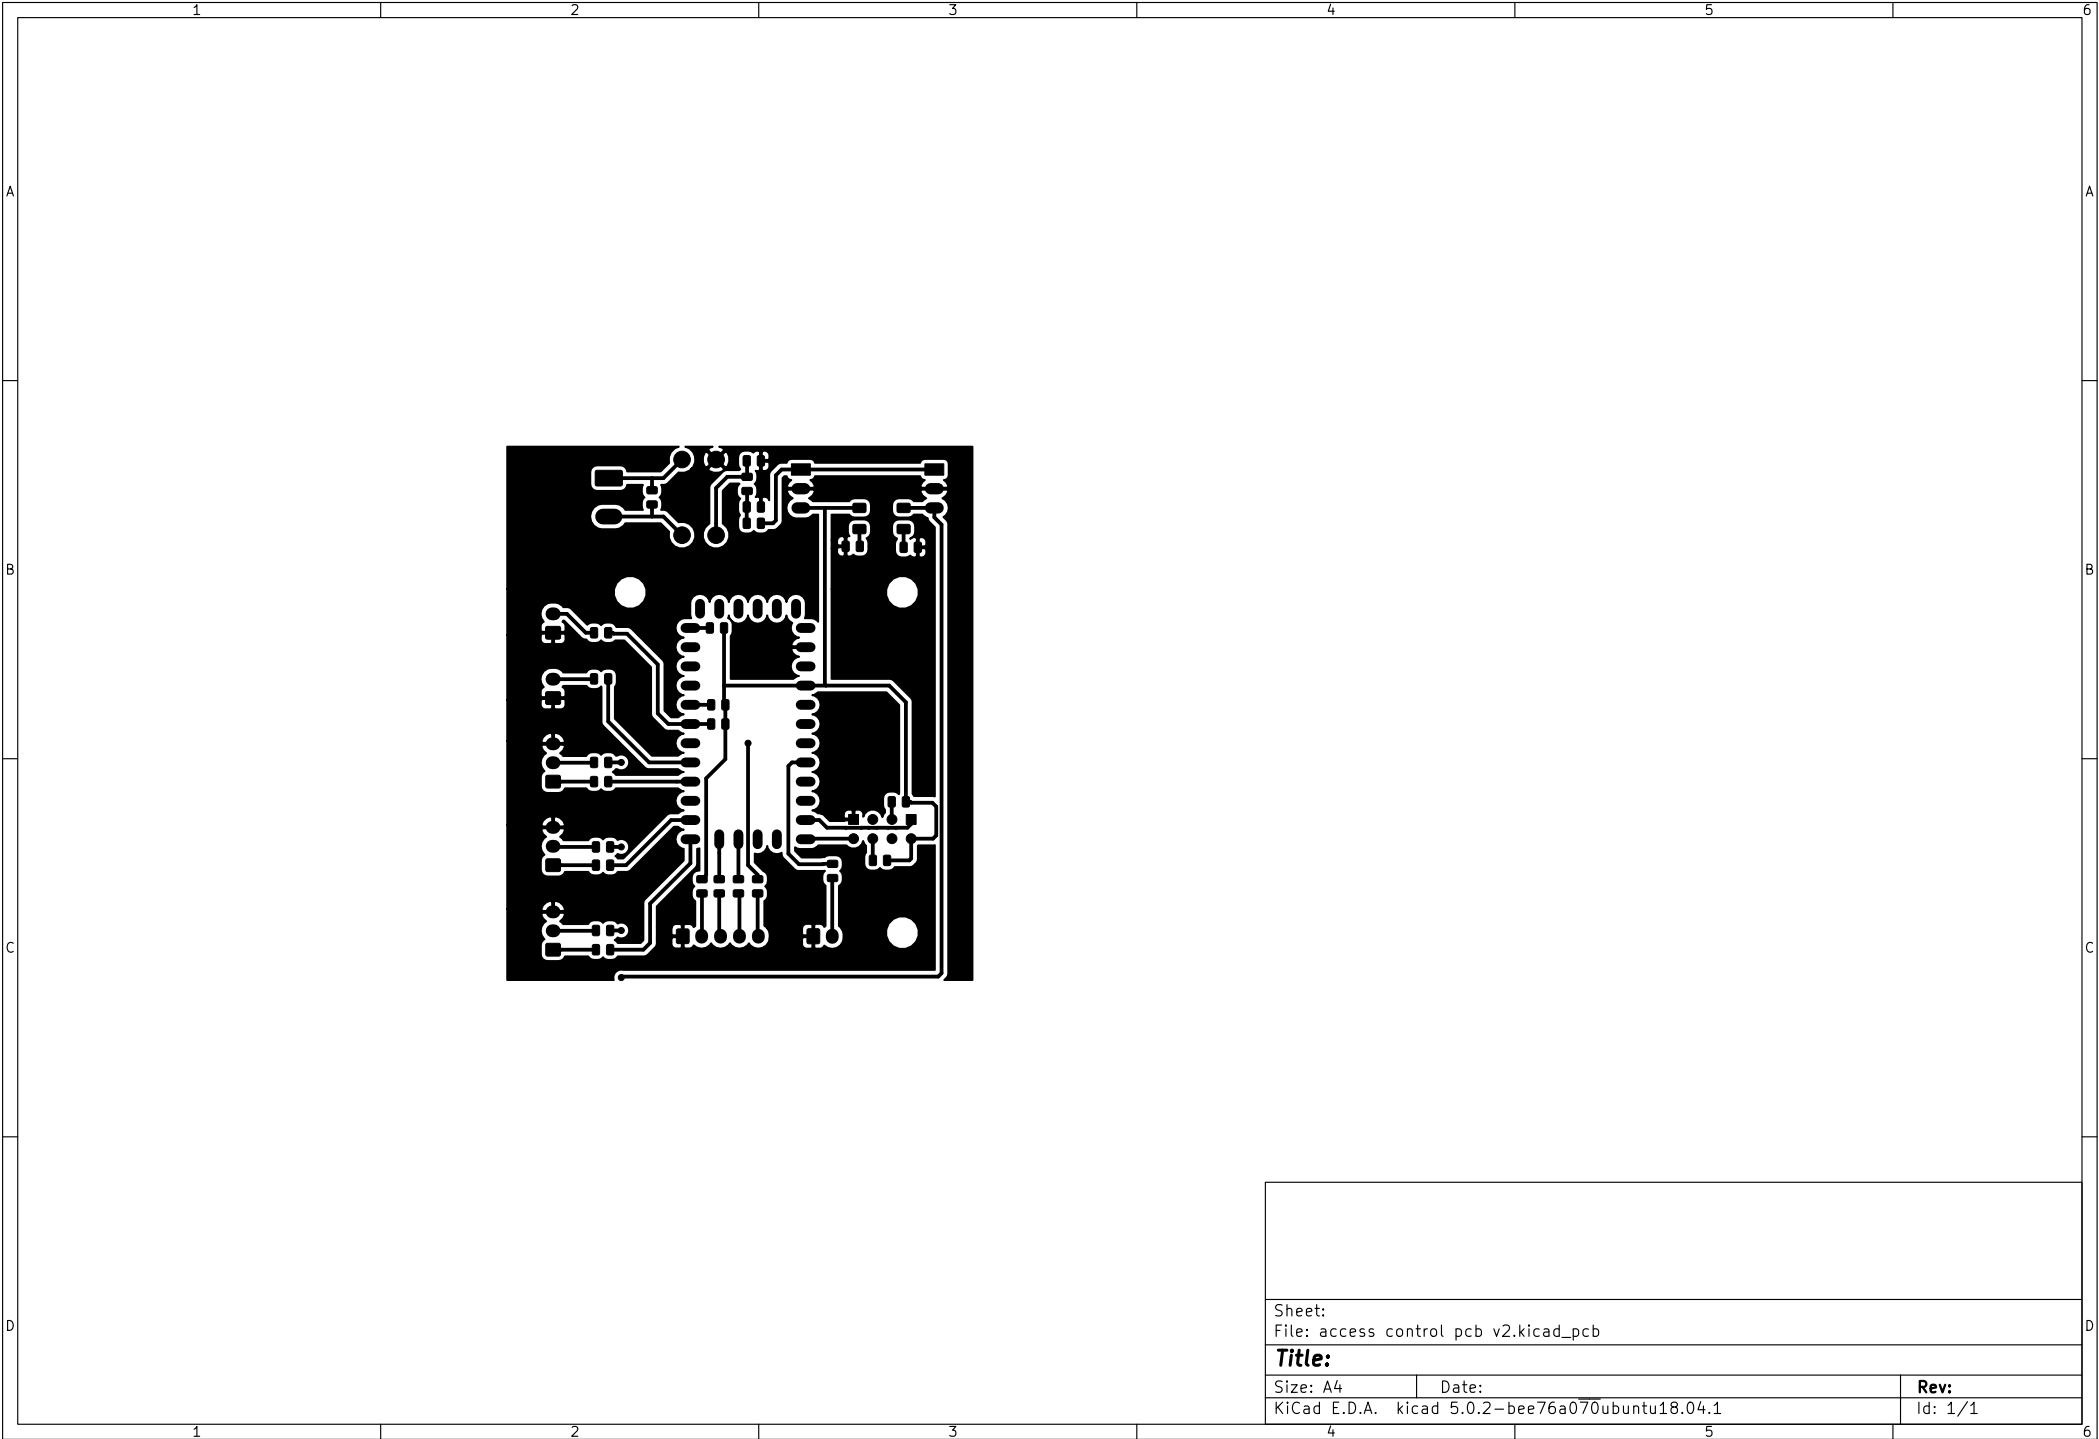 1 2 3 4 5 6
A A
B B
C C
D D
Sheet:
File: access control pcb v2.kicad_pcb
Title:
Size: A4 Date: Rev:
KiCad E.D.A. kicad 5.0.2-bee76a070ubuntu18.04.1 Id: 1/1
1 2 3 4 5 6